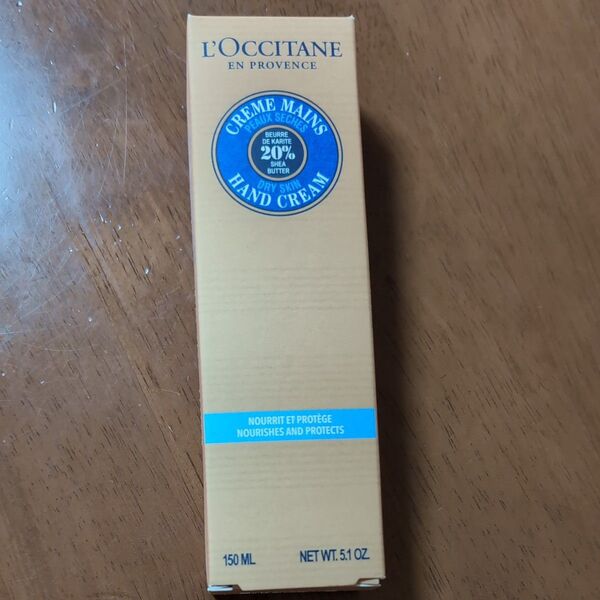 L'OCCITANE
EN PROVENCE
CREME MAINS
PEAUX SECHES
BEURRE
DE KARITE
20%
SHEA
BUTTER
DRY SKIN
HAND CREAM
NOURRIT ET PROTÈGE
NOURISHES AND PROTECTS
150 ML NET WT. 5.1 OZ.